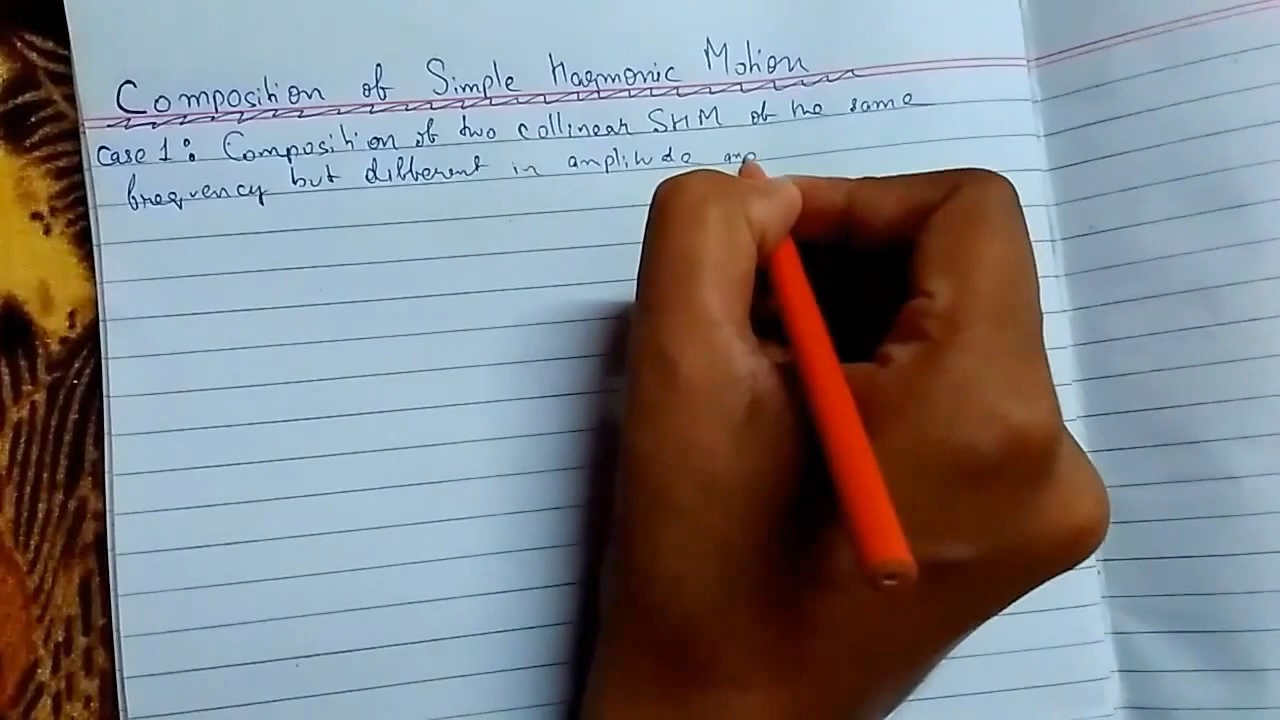 Composition of Simple Harmonic Motion
Case 1: Composition of two collinear SHM of the same
frequency but different in amplitude an